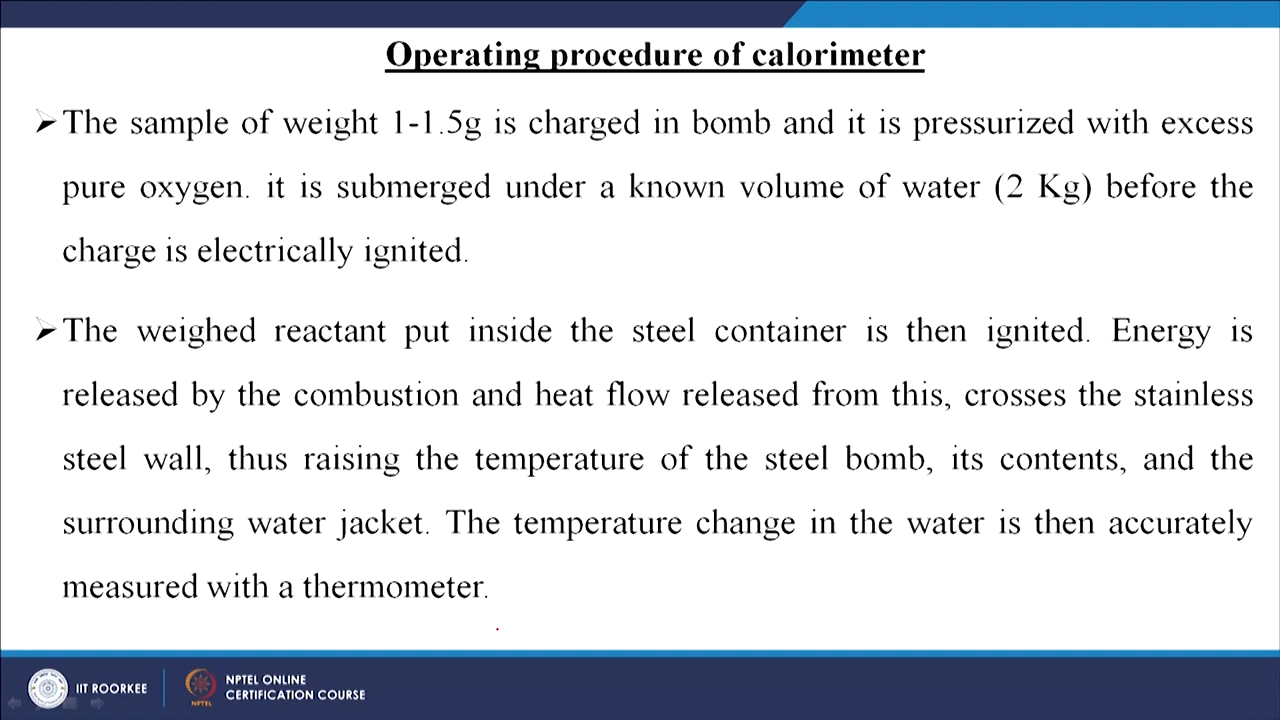 Operating procedure of calorimeter
➢The sample of weight 1-1.5g is charged in bomb and it is pressurized with excess
pure oxygen. it is submerged under a known volume of water (2 Kg) before the
charge is electrically ignited.
➢The weighed reactant put inside the steel container is then ignited. Energy is
released by the combustion and heat flow released from this, crosses the stainless
steel wall, thus raising the temperature of the steel bomb, its contents, and the
surrounding water jacket. The temperature change in the water is then accurately
measured with a thermometer.
IIT ROORKEE
NPTEL
NPTEL ONLINE
CERTIFICATION COURSE